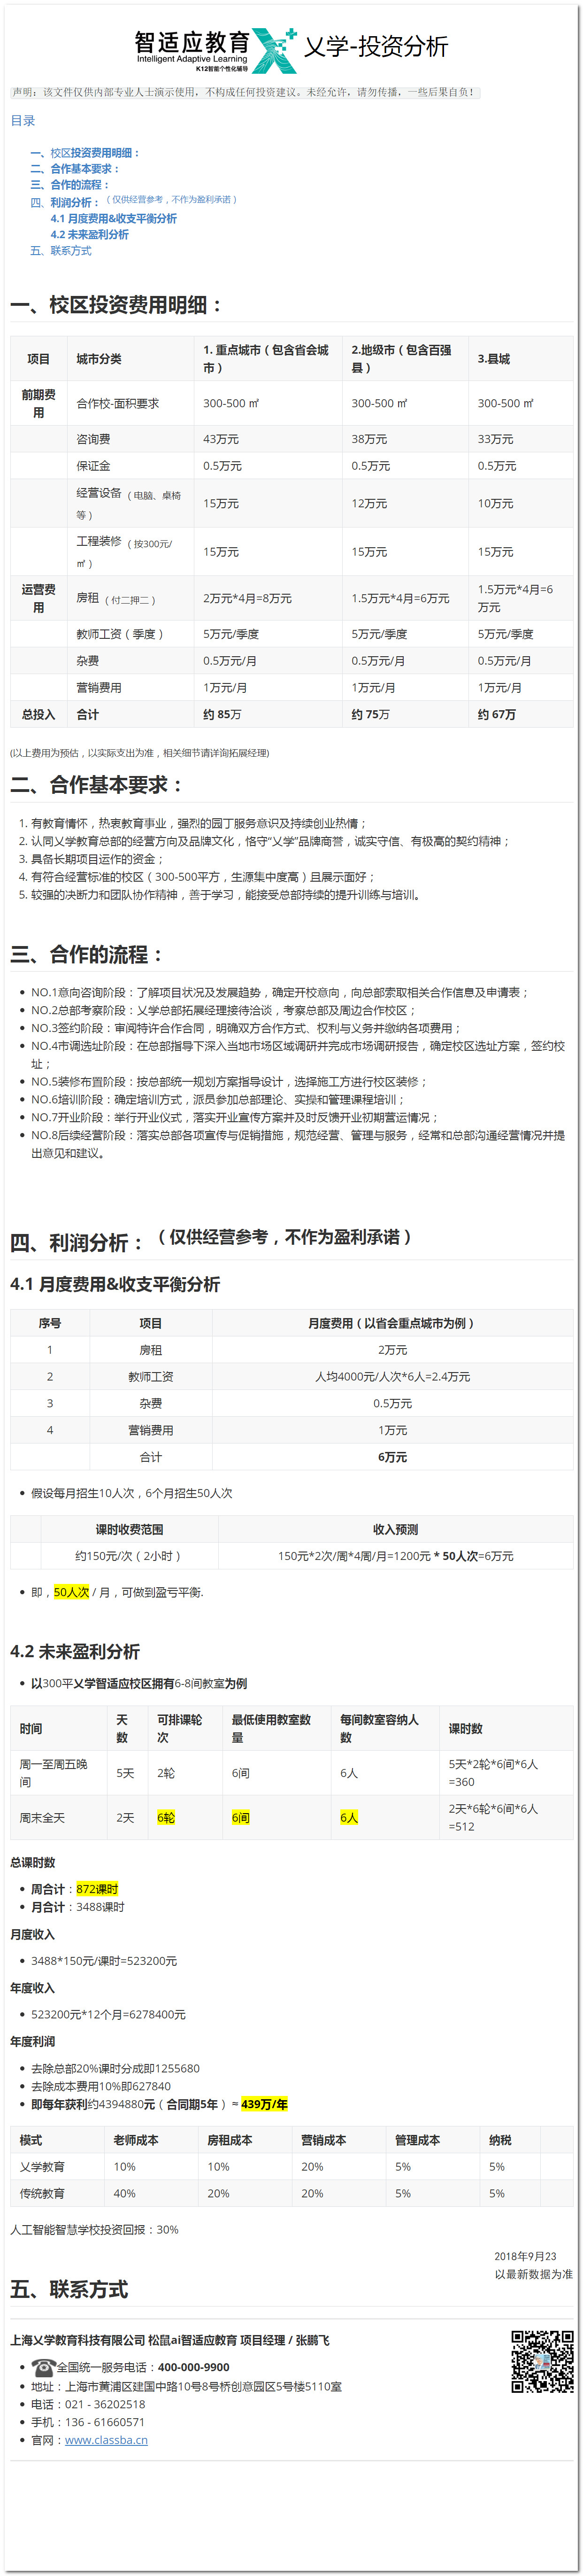 智适应教育
Intelligent Adaptive Learning
K12智能个性化辅导
乂学-投资分析
声明：该文件仅供内部专业人士演示使用，不构成任何投资建议。未经允许，请勿传播，一些后果自负！
目录
一、校区投资费用明细：
二、合作基本要求：
三、合作的流程：
四、利润分析：（仅供经营参考，不作为盈利承诺）
4.1 月度费用&收支平衡分析
4.2 未来盈利分析
五、联系方式
一、校区投资费用明细：
项目 城市分类 1. 重点城市（包含省会城市） 2.地级市（包含百强县） 3.县城
前期费用 合作校-面积要求 300-500 ㎡ 300-500 ㎡ 300-500 ㎡
咨询费 43万元 38万元 33万元
保证金 0.5万元 0.5万元 0.5万元
经营设备（电脑、桌椅等） 15万元 12万元 10万元
工程装修（按300元/㎡） 15万元 15万元 15万元
运营费用 房租（付二押二） 2万元*4月=8万元 1.5万元*4月=6万元 1.5万元*4月=6万元
教师工资（季度） 5万元/季度 5万元/季度 5万元/季度
杂费 0.5万元/月 0.5万元/月 0.5万元/月
营销费用 1万元/月 1万元/月 1万元/月
总投入 合计 约 85万 约 75万 约 67万
(以上费用为预估，以实际支出为准，相关细节请详询拓展经理)
二、合作基本要求：
1. 有教育情怀，热衷教育事业，强烈的园丁服务意识及持续创业热情；
2. 认同乂学教育总部的经营方向及品牌文化，恪守“乂学”品牌商誉，诚实守信、有极高的契约精神；
3. 具备长期项目运作的资金；
4. 有符合经营标准的校区（300-500平方，生源集中度高）且展示面好；
5. 较强的决断力和团队协作精神，善于学习，能接受总部持续的提升训练与培训。
三、合作的流程：
NO.1意向咨询阶段：了解项目状况及发展趋势，确定开校意向，向总部索取相关合作信息及申请表；
NO.2总部考察阶段：乂学总部拓展经理接待洽谈，考察总部及周边合作校区；
NO.3签约阶段：审阅特许合作合同，明确双方合作方式、权利与义务并缴纳各项费用；
NO.4市调选址阶段：在总部指导下深入当地市场区域调研并完成市场调研报告，确定校区选址方案，签约校
址；
NO.5装修布置阶段：按总部统一规划方案指导设计，选择施工方进行校区装修；
NO.6培训阶段：确定培训方式，派员参加总部理论、实操和管理课程培训；
NO.7开业阶段：举行开业仪式，落实开业宣传方案并及时反馈开业初期营运情况；
NO.8后续经营阶段：落实总部各项宣传与促销措施，规范经营、管理与服务，经常和总部沟通经营情况并提
出意见和建议。
四、利润分析：（仅供经营参考，不作为盈利承诺）
4.1 月度费用&收支平衡分析
序号 项目 月度费用（以省会重点城市为例）
1 房租 2万元
2 教师工资 人均4000元/人次*6人=2.4万元
3 杂费 0.5万元
4 营销费用 1万元
合计 6万元
假设每月招生10人次，6个月招生50人次
课时收费范围 收入预测
约150元/次（2小时） 150元*2次/周*4周/月=1200元 * 50人次=6万元
即，50人次 / 月，可做到盈亏平衡.
4.2 未来盈利分析
以300平乂学智适应校区拥有6-8间教室为例
时间 天数 可排课轮次 最低使用教室数量 每间教室容纳人数 课时数
周一至周五晚间 5天 2轮 6间 6人 5天*2轮*6间*6人=360
周末全天 2天 6轮 6间 6人 2天*6轮*6间*6人=512
总课时数
周合计：872课时
月合计：3488课时
月度收入
3488*150元/课时=523200元
年度收入
523200元*12个月=6278400元
年度利润
去除总部20%课时分成即1255680
去除成本费用10%即627840
即每年获利约4394880元（合同期5年）≈ 439万/年
模式 老师成本 房租成本 营销成本 管理成本 纳税
乂学教育 10% 10% 20% 5% 5%
传统教育 40% 20% 20% 5% 5%
人工智能智慧学校投资回报：30%
2018年9月23
以最新数据为准
五、联系方式
上海乂学教育科技有限公司 松鼠ai智适应教育 项目经理 / 张鹏飞
全国统一服务电话：400-000-9900
地址：上海市黄浦区建国中路10号8号桥创意园区5号楼5110室
电话：021 - 36202518
手机：136 - 61660571
官网：www.classba.cn